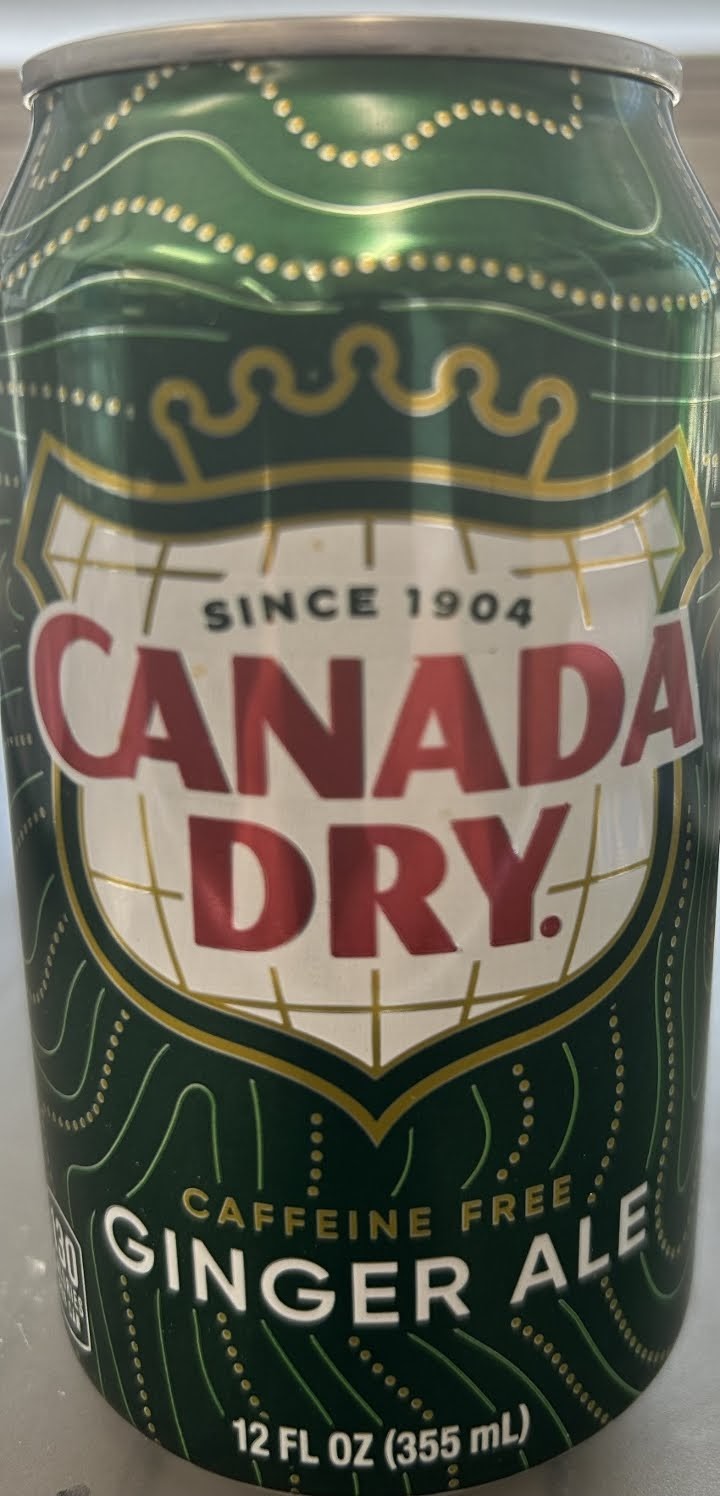 SINCE 1904
CANADA
DRY.
CAFFEINE FREE
GINGER ALE
12 FL OZ (355 mL)